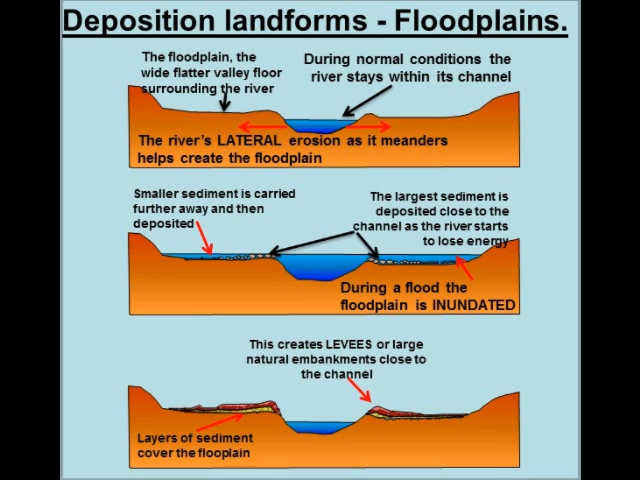 Deposition landforms - Floodplains.
The floodplain, the
wide flatter valley floor
surrounding the river
During normal conditions the
river stays within its channel
The river's LATERAL erosion as it meanders
helps create the floodplain
Smaller sediment is carried
further away and then
deposited
The largest sediment is
deposited close to the
channel as the river starts
to lose energy
During a flood the
floodplain is INUNDATED
This creates LEVEES or large
natural embankments close to
the channel
Layers of sediment
cover the flooplain